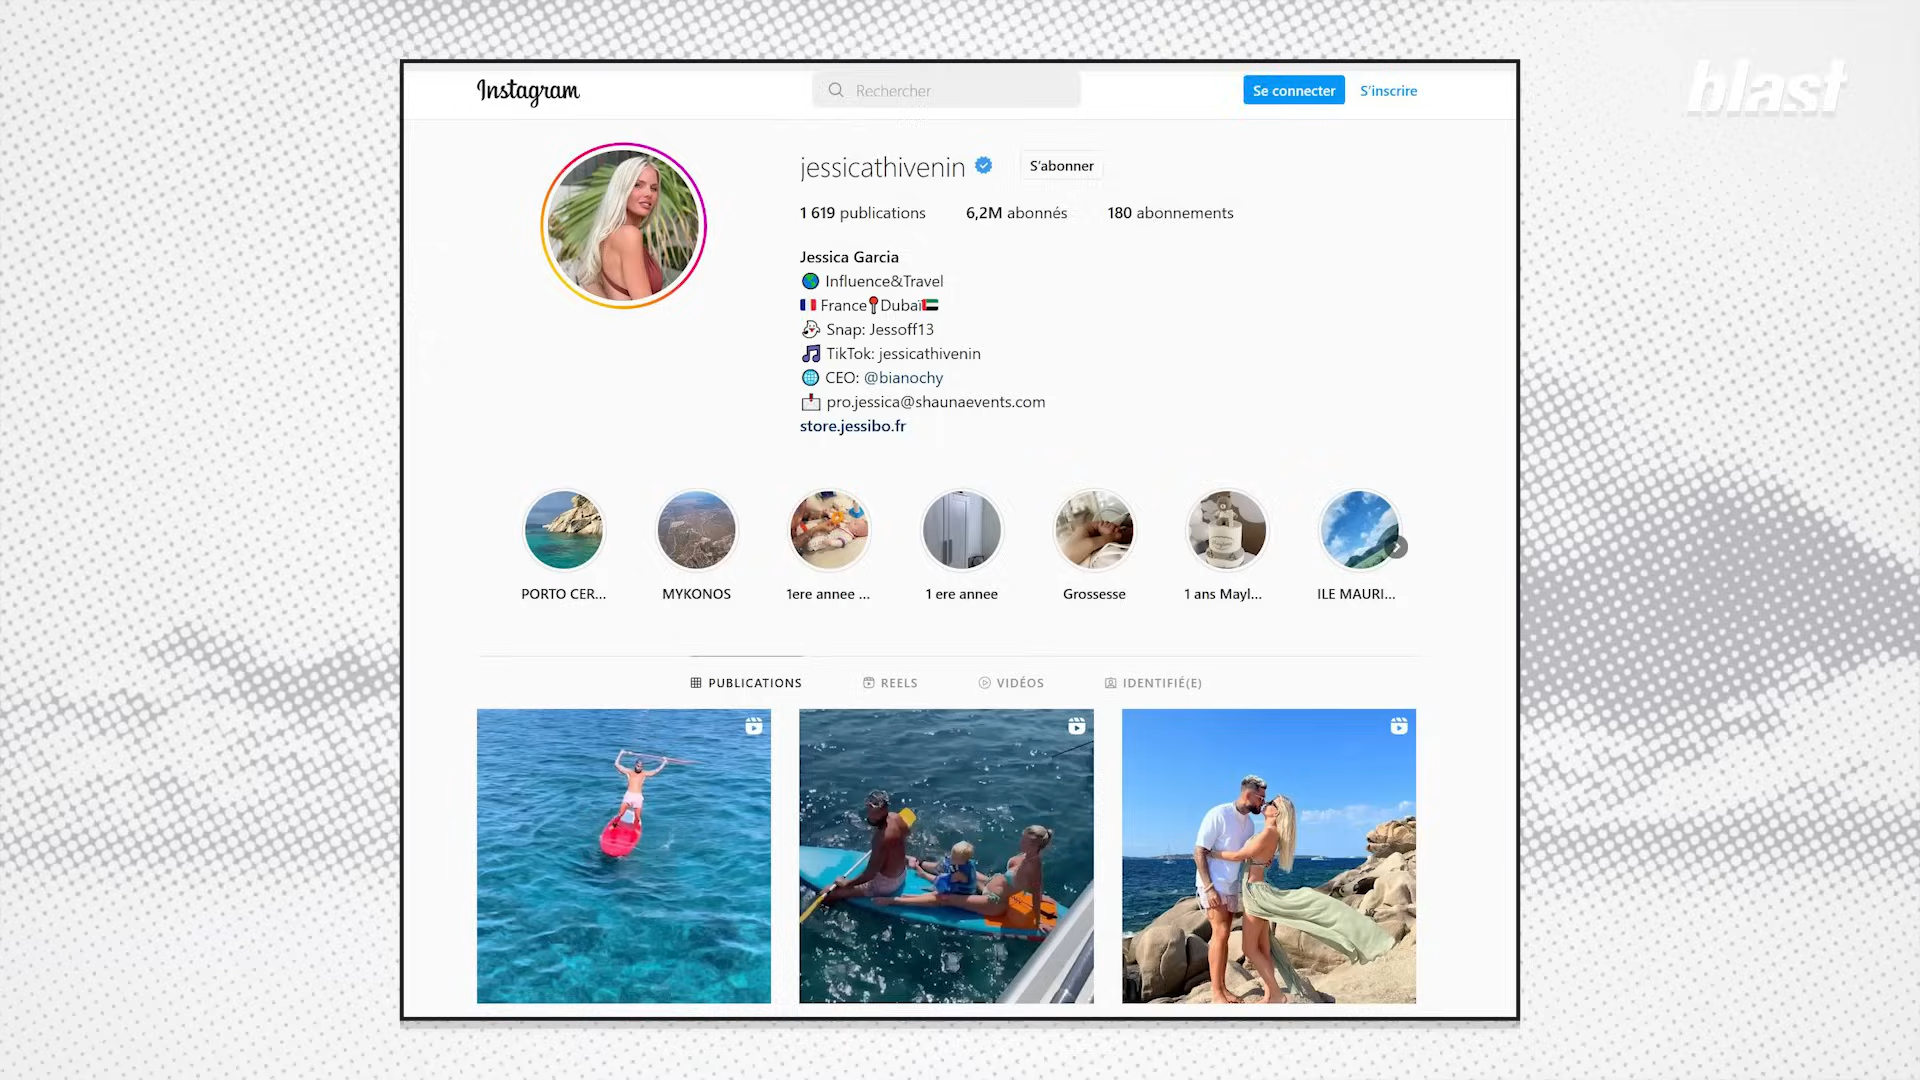 blast
Instagram
Rechercher
Se connecter
S'inscrire
jessicathivenin
S'abonner
1 619 publications
6,2M abonnés
180 abonnements
Jessica Garcia
🌍 Influence&Travel
🇫🇷 France📍Dubaï🇦🇪
👻 Snap: Jessoff13
🎵 TikTok: jessicathivenin
🌐 CEO: @bianochy
📩 pro.jessica@shaunaevents.com
store.jessibo.fr
PORTO CER...
MYKONOS
1ere annee ...
1 ere annee
Grossesse
1 ans Mayl...
ILE MAURI...
PUBLICATIONS
REELS
VIDÉOS
IDENTIFIÉ(E)